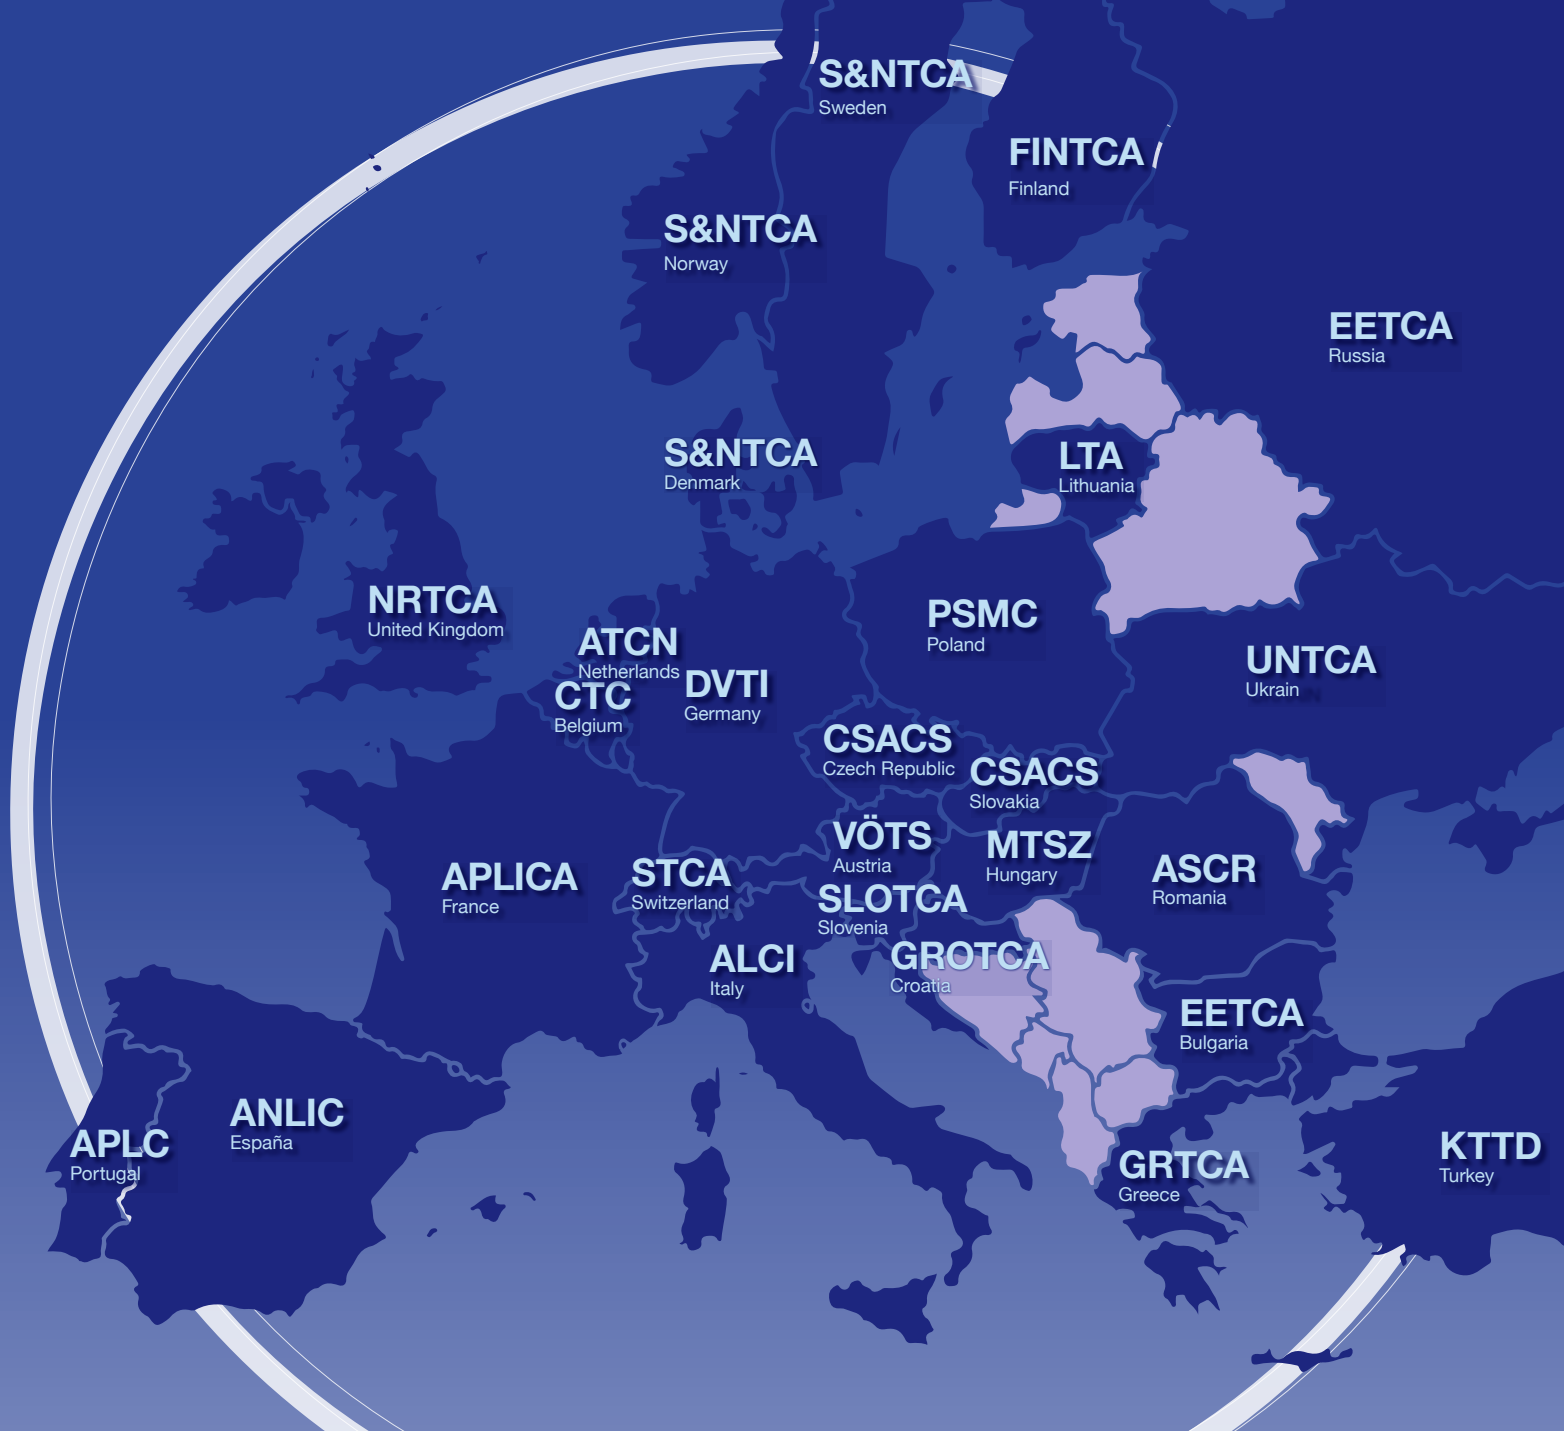 S&NTCA
Sweden
FINTCA
Finland
S&NTCA
Norway
EETCA
Russia
S&NTCA
Denmark
LTA
Lithuania
NRTCA
United Kingdom
ATCN
Netherlands
PSMC
Poland
CTC
Belgium
DVTI
Germany
UNTCA
Ukrain
CSACS
Czech Republic
CSACS
Slovakia
VÖTS
Austria
MTSZ
Hungary
APLICA
France
STCA
Switzerland
ASCR
Romania
SLOTCA
Slovenia
ALCI
Italy
GROTCA
Croatia
EETCA
Bulgaria
ANLIC
España
APLC
Portugal
GRTCA
Greece
KTTD
Turkey